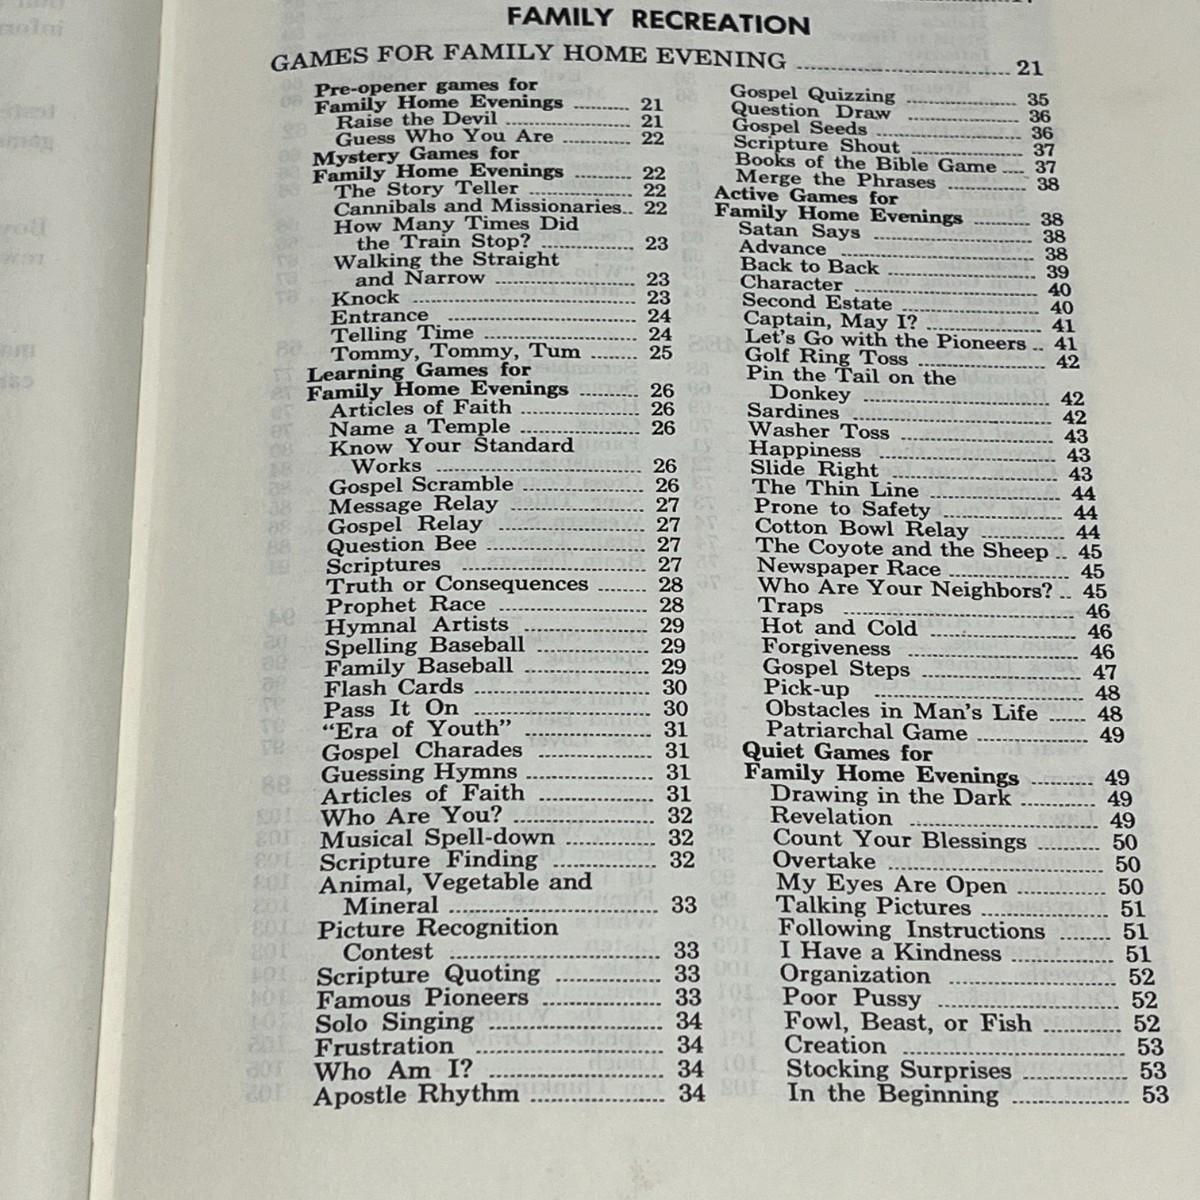 FAMILY RECREATION
GAMES FOR FAMILY HOME EVENING ........ 21
Pre-opener games for
Family Home Evenings ........ 21
Raise the Devil ........ 21
Guess Who You Are ........ 22
Mystery Games for
Family Home Evenings ........ 22
The Story Teller ........ 22
Cannibals and Missionaries.. 22
How Many Times Did
the Train Stop? ........ 23
Walking the Straight
and Narrow ........ 23
Knock ........ 23
Entrance ........ 24
Telling Time ........ 24
Tommy, Tommy, Tum ........ 25
Learning Games for
Family Home Evenings ........ 26
Articles of Faith ........ 26
Name a Temple ........ 26
Know Your Standard
Works ........ 26
Gospel Scramble ........ 26
Message Relay ........ 27
Gospel Relay ........ 27
Question Bee ........ 27
Scriptures ........ 27
Truth or Consequences ........ 28
Prophet Race ........ 28
Hymnal Artists ........ 29
Spelling Baseball ........ 29
Family Baseball ........ 29
Flash Cards ........ 30
Pass It On ........ 30
"Era of Youth" ........ 31
Gospel Charades ........ 31
Guessing Hymns ........ 31
Articles of Faith ........ 31
Who Are You? ........ 32
Musical Spell-down ........ 32
Scripture Finding ........ 32
Animal, Vegetable and
Mineral ........ 33
Picture Recognition
Contest ........ 33
Scripture Quoting ........ 33
Famous Pioneers ........ 33
Solo Singing ........ 34
Frustration ........ 34
Who Am I? ........ 34
Apostle Rhythm ........ 34
Gospel Quizzing ........ 35
Question Draw ........ 36
Gospel Seeds ........ 36
Scripture Shout ........ 37
Books of the Bible Game .... 37
Merge the Phrases ........ 38
Active Games for
Family Home Evenings ........ 38
Satan Says ........ 38
Advance ........ 38
Back to Back ........ 39
Character ........ 40
Second Estate ........ 40
Captain, May I? ........ 41
Let's Go with the Pioneers .. 41
Golf Ring Toss ........ 42
Pin the Tail on the
Donkey ........ 42
Sardines ........ 42
Washer Toss ........ 43
Happiness ........ 43
Slide Right ........ 43
The Thin Line ........ 44
Prone to Safety ........ 44
Cotton Bowl Relay ........ 44
The Coyote and the Sheep .. 45
Newspaper Race ........ 45
Who Are Your Neighbors? .. 45
Traps ........ 46
Hot and Cold ........ 46
Forgiveness ........ 46
Gospel Steps ........ 47
Pick-up ........ 48
Obstacles in Man's Life ...... 48
Patriarchal Game ........ 49
Quiet Games for
Family Home Evenings ........ 49
Drawing in the Dark ........ 49
Revelation ........ 49
Count Your Blessings ........ 50
Overtake ........ 50
My Eyes Are Open ........ 50
Talking Pictures ........ 51
Following Instructions ........ 51
I Have a Kindness ........ 51
Organization ........ 52
Poor Pussy ........ 52
Fowl, Beast, or Fish ........ 52
Creation ........ 53
Stocking Surprises ........ 53
In the Beginning ........ 53